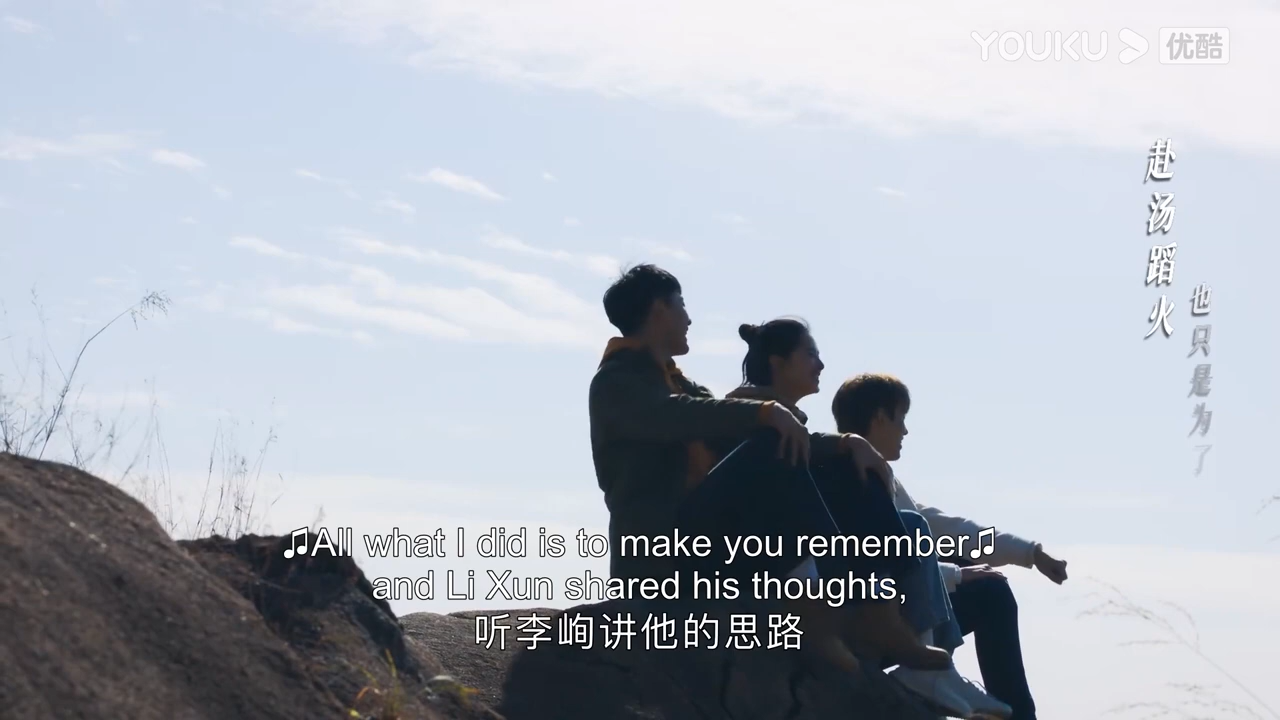 YOUKU 优酷
赴汤蹈火
也只是为了
♫All what I did is to make you remember♫
and Li Xun shared his thoughts,
听李峋讲他的思路